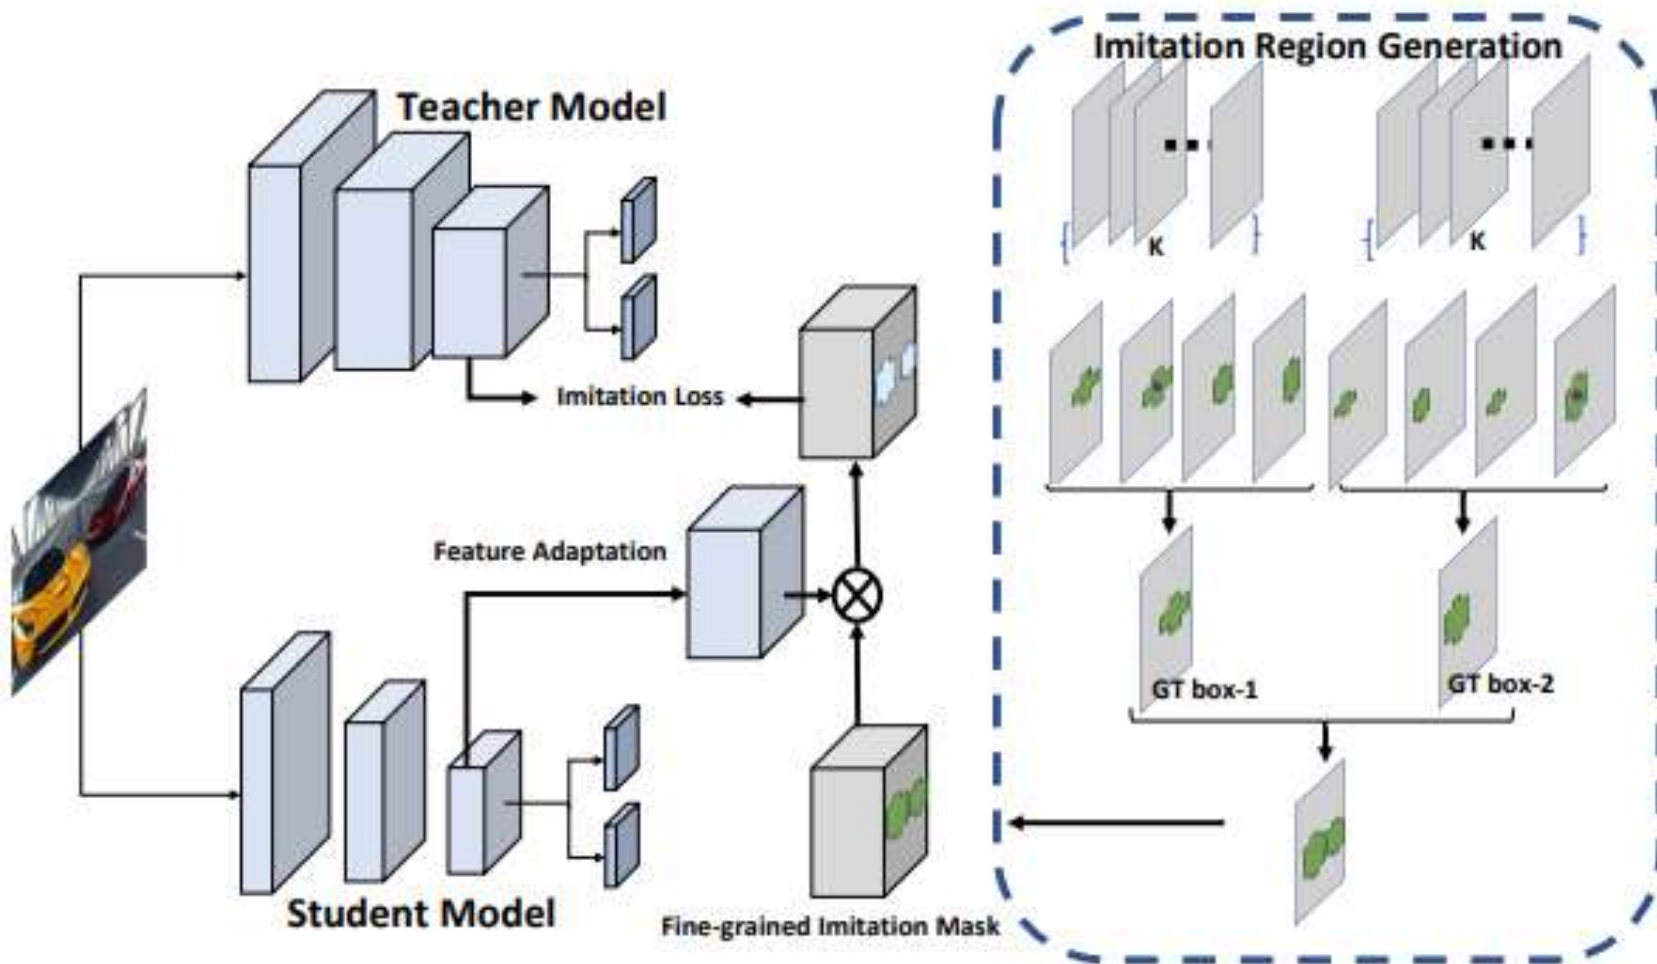 Imitation Region Generation
Teacher Model
K
K
Imitation Loss
Feature Adaptation
GT box-1
GT box-2
Student Model
Fine-grained Imitation Mask